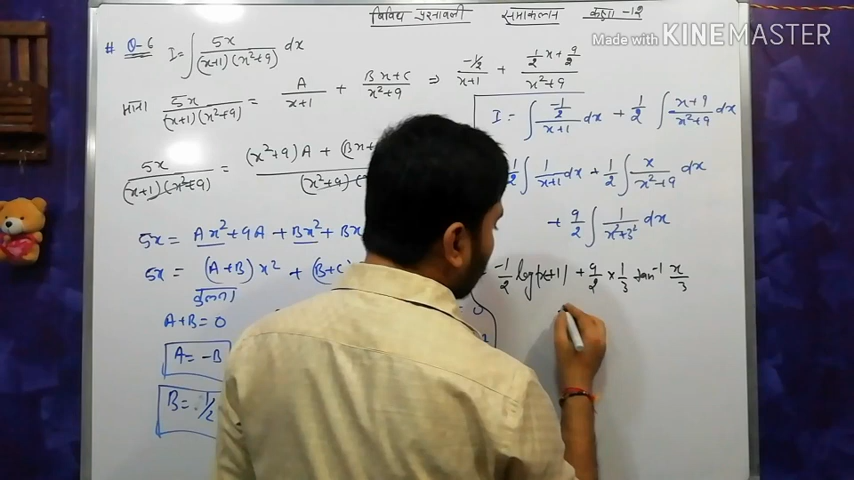 विविध प्रश्नावली समाकलन कक्षा -12
Made with KINEMASTER
# Q-6 I = ∫ 5x / (x+1)(x²+9) dx
माना 5x / (x+1)(x²+9) = A / x+1 + Bx+C / x²+9 ⇒ -1/2 / x+1 + 1/2 x + 9/2 / x²+9
I = ∫ -1/2 / x+1 dx + 1/2 ∫ x+9 / x²+9 dx
5x / (x+1)(x²+9) = (x²+9)A + (Bx+ / (x²+9)
1/2 ∫ 1 / x+1 dx + 1/2 ∫ x / x²+9 dx
+ 9/2 ∫ 1 / x²+3² dx
5x = Ax² + 9A + Bx² + Bx
5x = (A+B) x² + (B+C)
-1/2 log(x+1) + 9/2 × 1/3 tan⁻¹ x/3
तुलना
A+B = 0
A = -B
B = 1/2